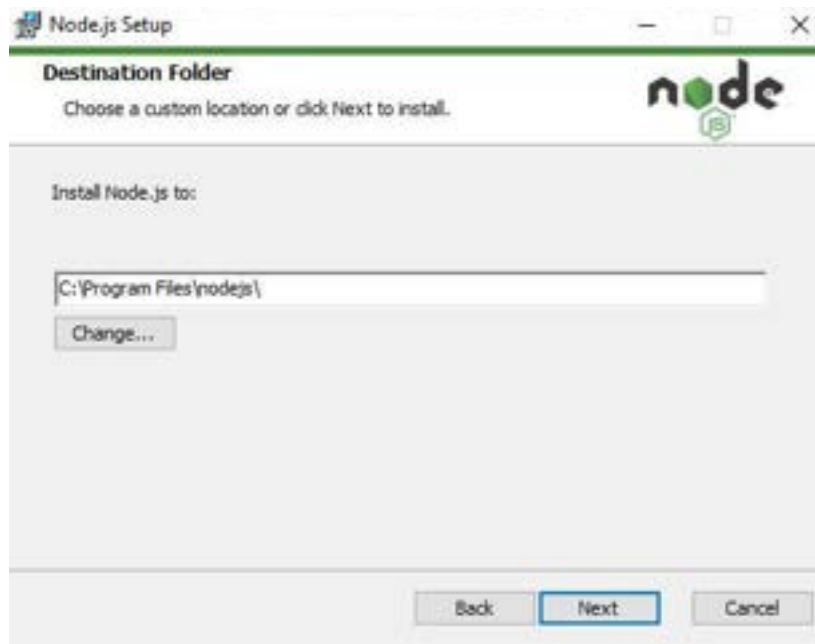 Node.js Setup
Destination Folder
Choose a custom location or click Next to install.
node
JS
Install Node.js to:
C:\Program Files\nodejs\
Change...
Back Next Cancel